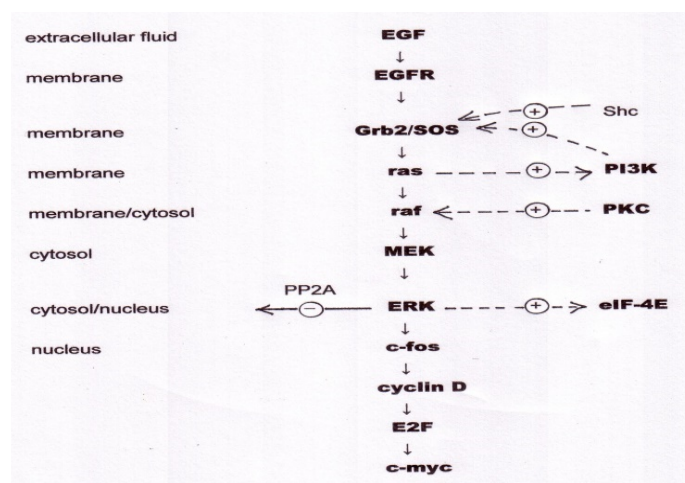 extracellular fluid EGF
membrane EGFR
Shc
membrane Grb2/SOS
membrane ras PI3K
membrane/cytosol raf PKC
cytosol MEK
PP2A
cytosol/nucleus ERK eIF-4E
nucleus c-fos
cyclin D
E2F
c-myc